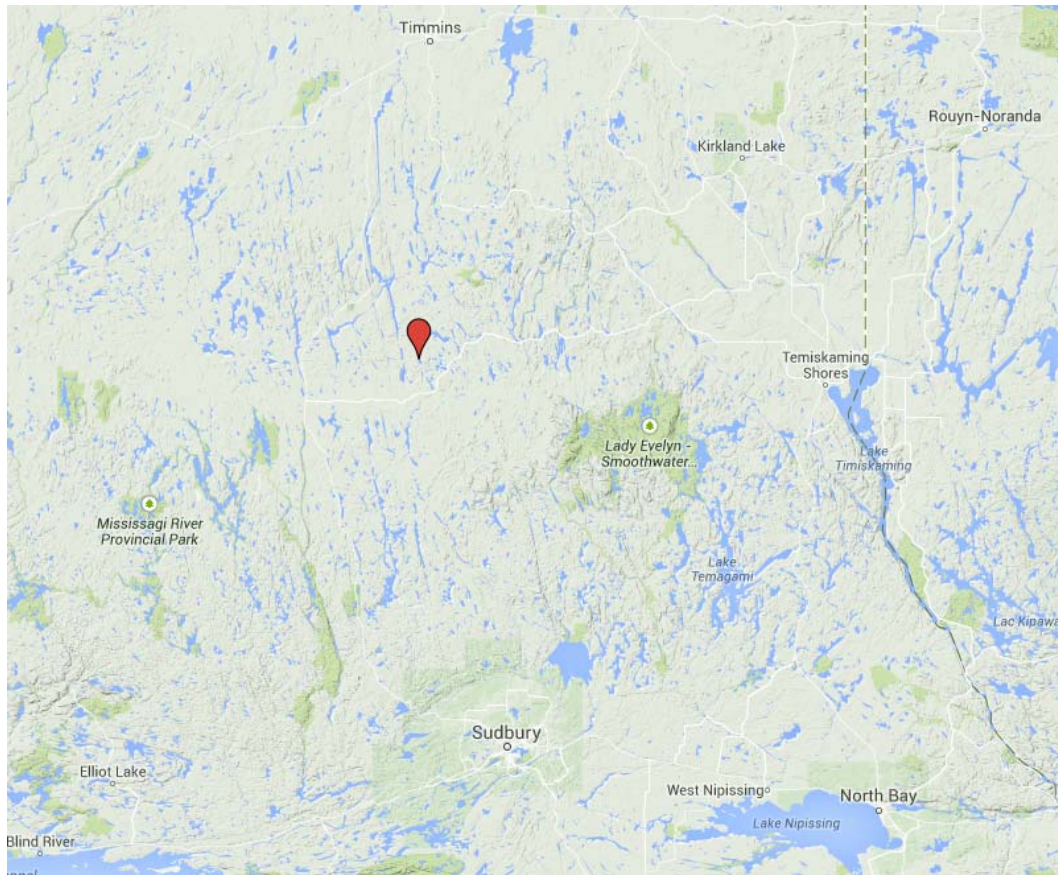 Timmins
Rouyn-Noranda
Kirkland Lake
Temiskaming
Shores
Lady Evelyn -
Smoothwater...
Lake
Timiskaming
Mississagi River
Provincial Park
Lake
Temagami
Lac Kipawa
Sudbury
Elliot Lake
West Nipissing
North Bay
Lake Nipissing
Blind River